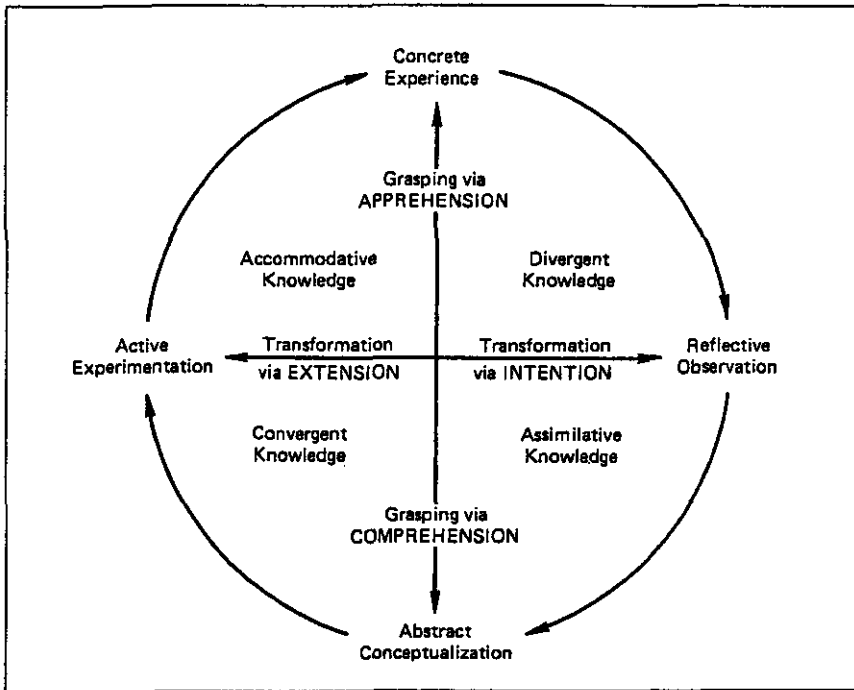 Concrete
Experience
Grasping via
APPREHENSION
Accommodative
Knowledge
Divergent
Knowledge
Active
Experimentation
Transformation
via EXTENSION
Transformation
via INTENTION
Reflective
Observation
Convergent
Knowledge
Assimilative
Knowledge
Grasping via
COMPREHENSION
Abstract
Conceptualization